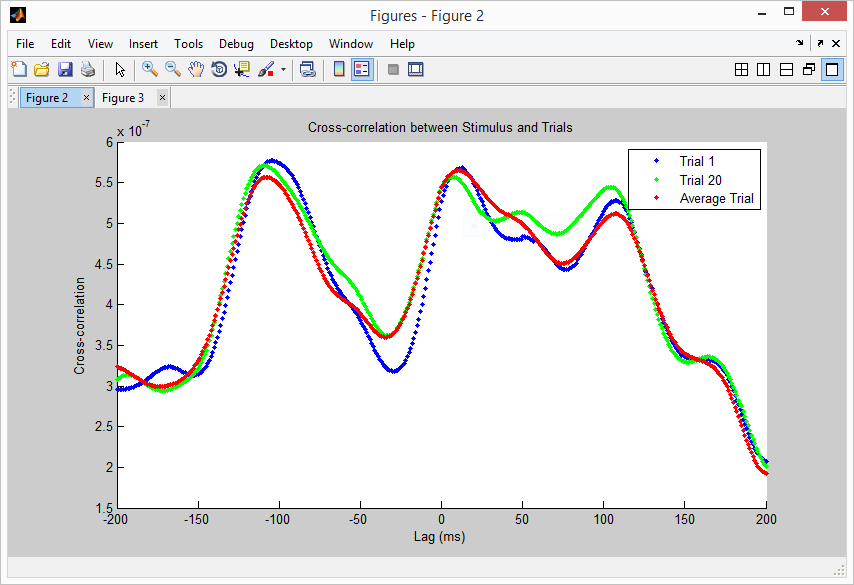 Figures - Figure 2
File Edit View Insert Tools Debug Desktop Window Help
Figure 2 × Figure 3 ×
x 10-7
Cross-correlation between Stimulus and Trials
6
5.5
5
4.5
4
3.5
3
2.5
2
1.5
Cross-correlation
Trial 1
Trial 20
Average Trial
-200 -150 -100 -50 0 50 100 150 200
Lag (ms)